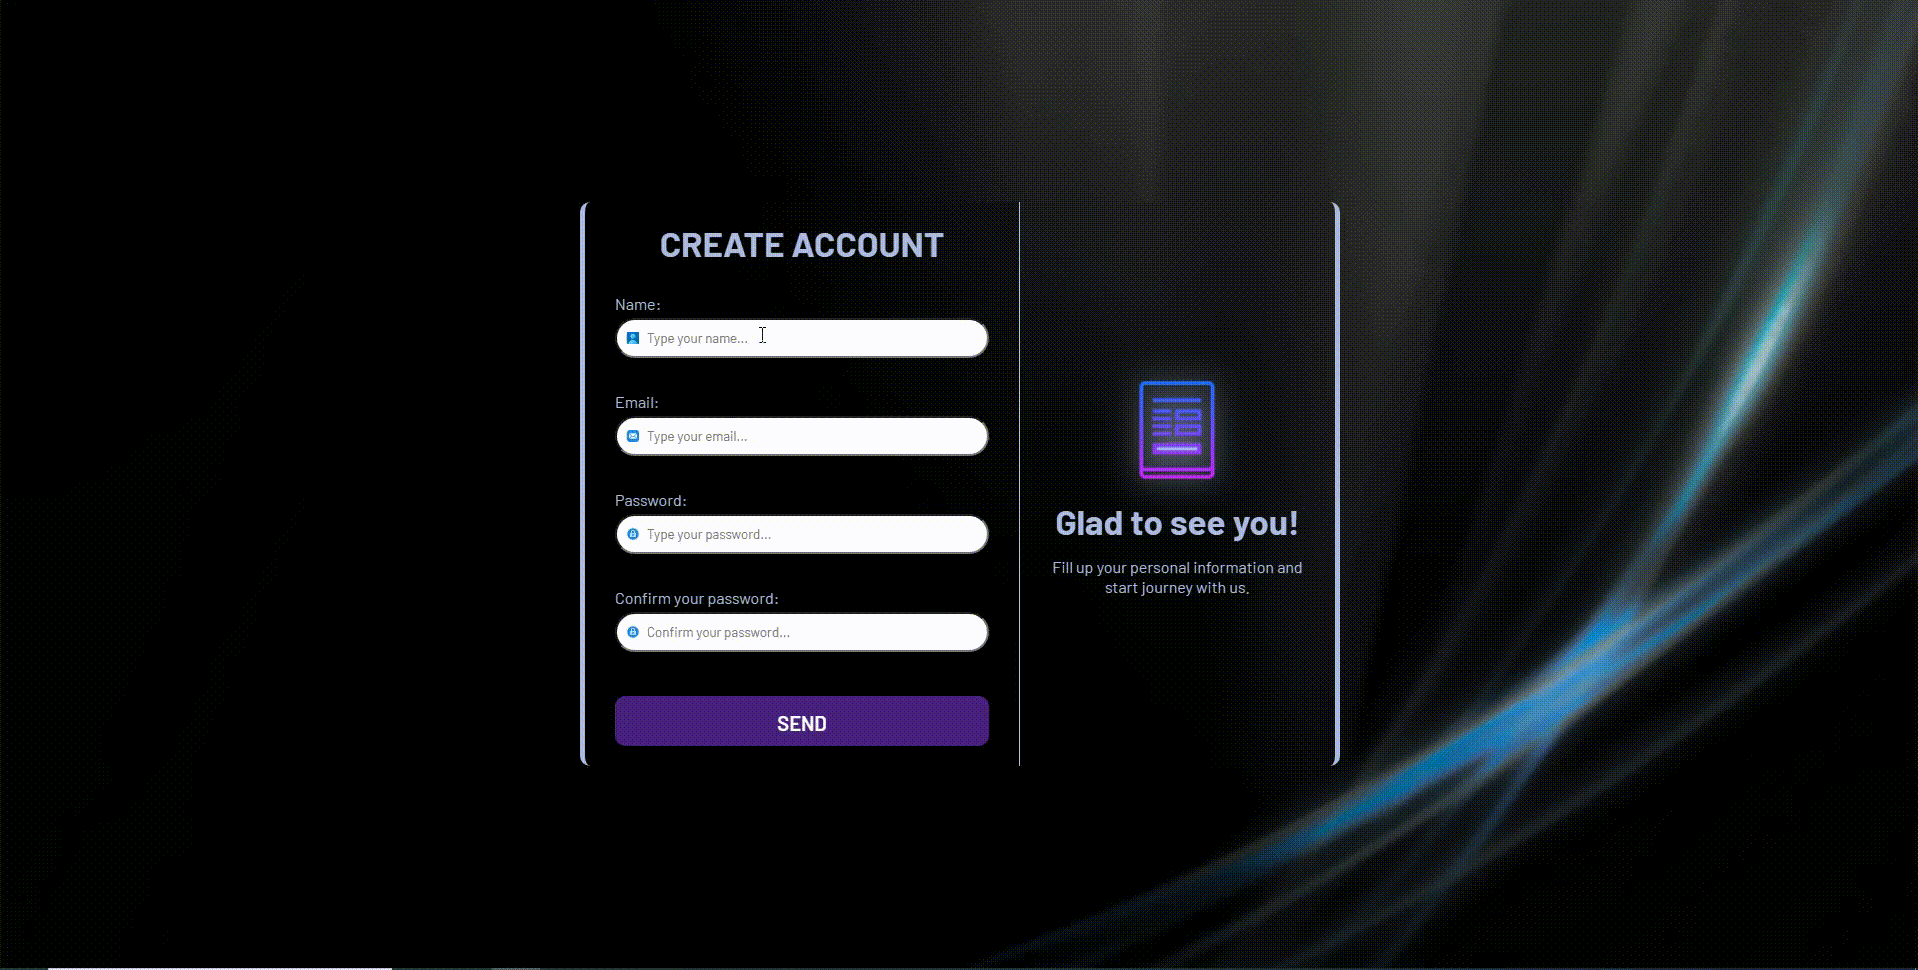 CREATE ACCOUNT
Name:
Type your name...
Email:
Type your email...
Password:
Type your password...
Confirm your password:
Confirm your password...
SEND
Glad to see you!
Fill up your personal information and
start journey with us.